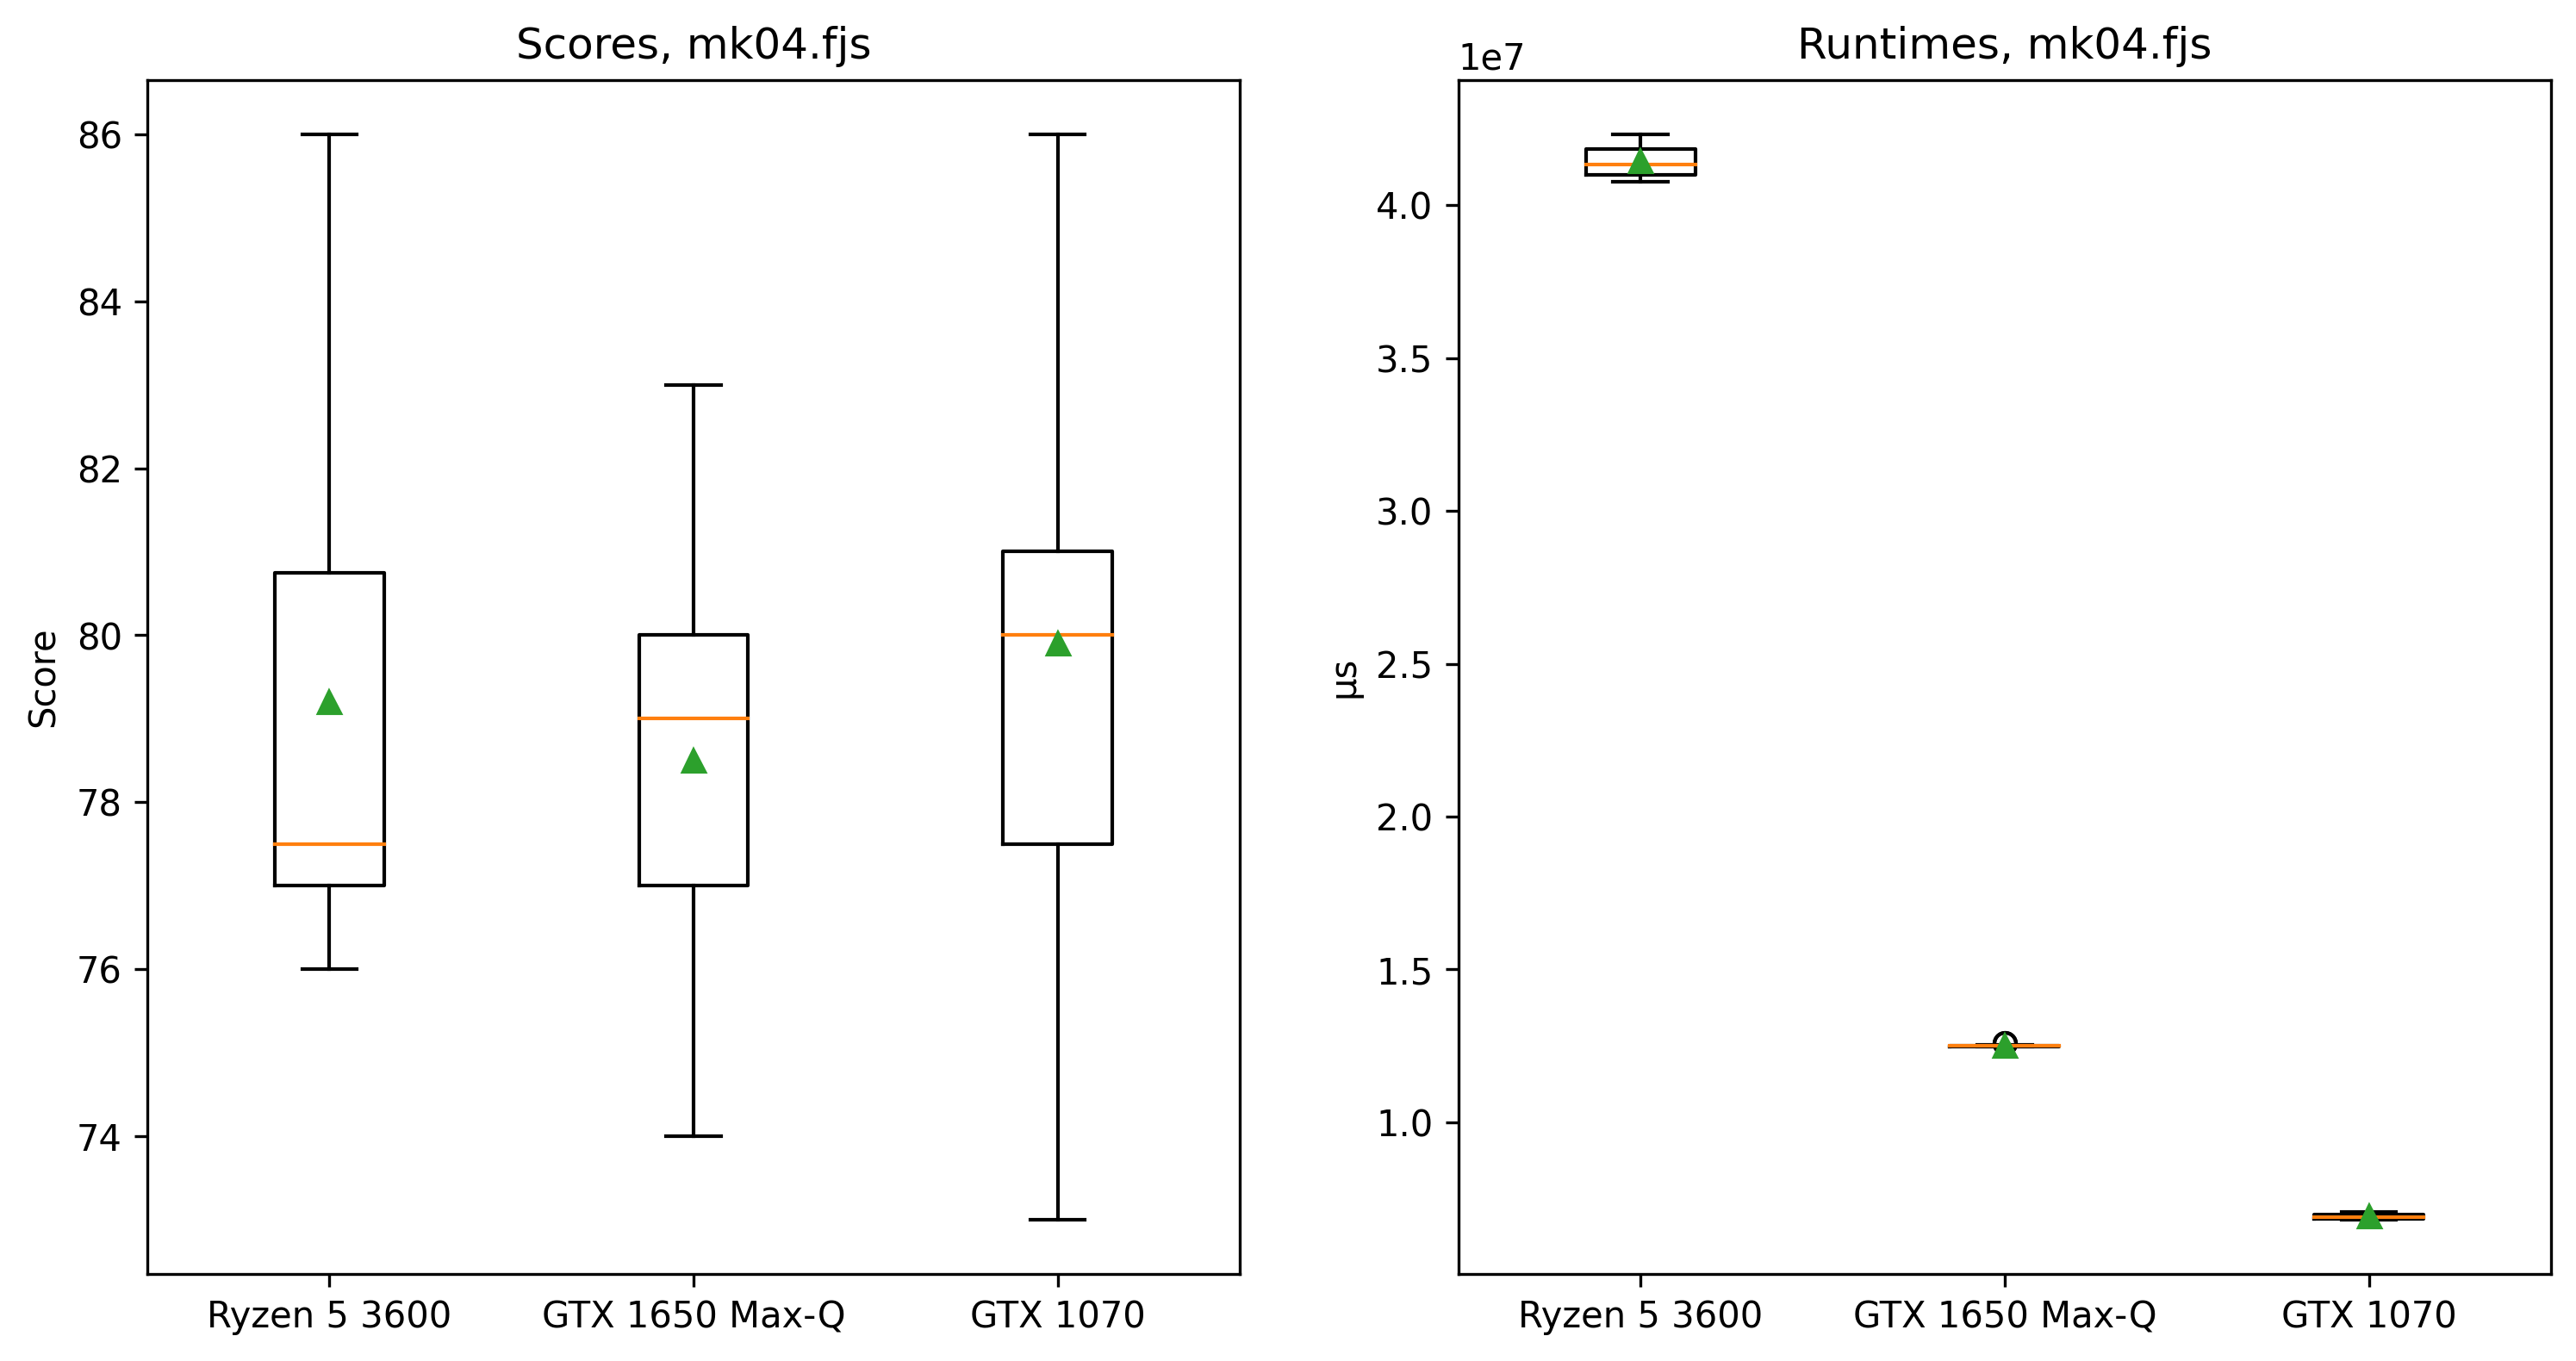 Scores, mk04.fjs
Score
86
84
82
80
78
76
74
Ryzen 5 3600
GTX 1650 Max-Q
GTX 1070
Runtimes, mk04.fjs
1e7
µs
4.0
3.5
3.0
2.5
2.0
1.5
1.0
Ryzen 5 3600
GTX 1650 Max-Q
GTX 1070